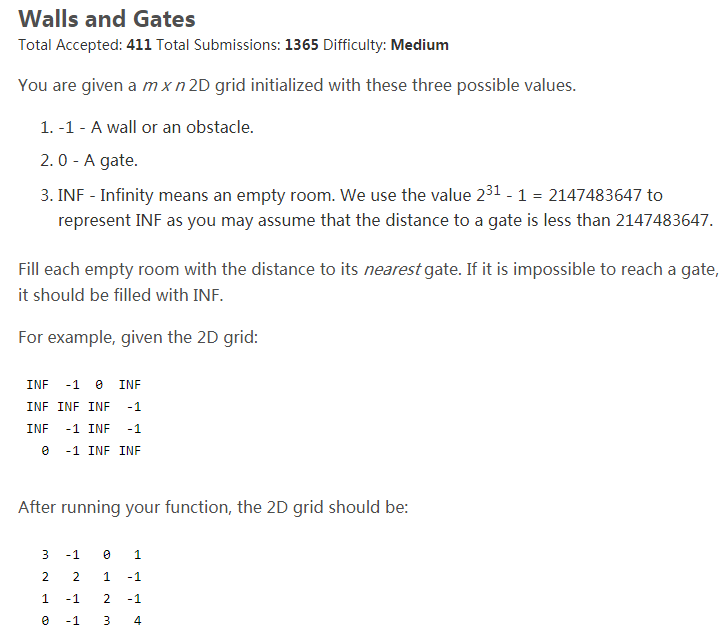 Walls and Gates
Total Accepted: 411 Total Submissions: 1365 Difficulty: Medium
You are given a m x n 2D grid initialized with these three possible values.
1. -1 - A wall or an obstacle.
2. 0 - A gate.
3. INF - Infinity means an empty room. We use the value 2^31 - 1 = 2147483647 to
represent INF as you may assume that the distance to a gate is less than 2147483647.
Fill each empty room with the distance to its nearest gate. If it is impossible to reach a gate,
it should be filled with INF.
For example, given the 2D grid:
INF -1 0 INF
INF INF INF -1
INF -1 INF -1
0 -1 INF INF
After running your function, the 2D grid should be:
3 -1 0 1
2 2 1 -1
1 -1 2 -1
0 -1 3 4